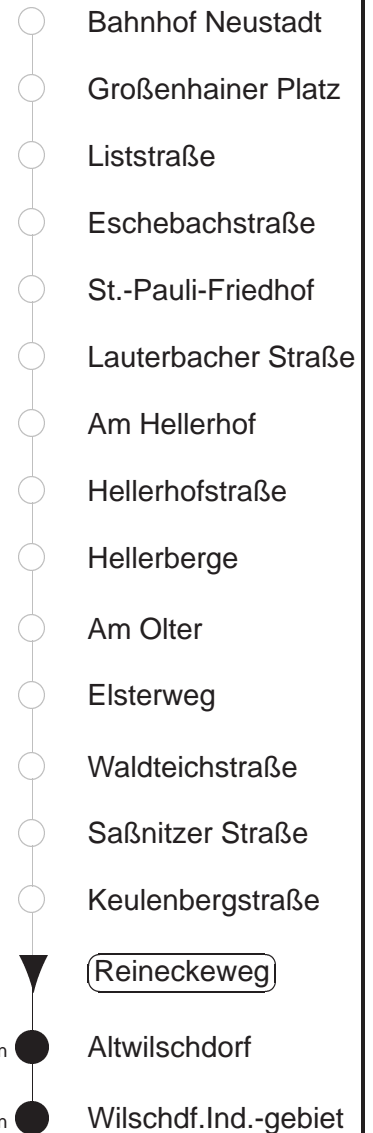 Bahnhof Neustadt
Großenhainer Platz
Liststraße
Eschebachstraße
St.-Pauli-Friedhof
Lauterbacher Straße
Am Hellerhof
Hellerhofstraße
Hellerberge
Am Olter
Elsterweg
Waldteichstraße
Saßnitzer Straße
Keulenbergstraße
Reineckeweg
Altwilschdorf
Wilschdf.Ind.-gebiet